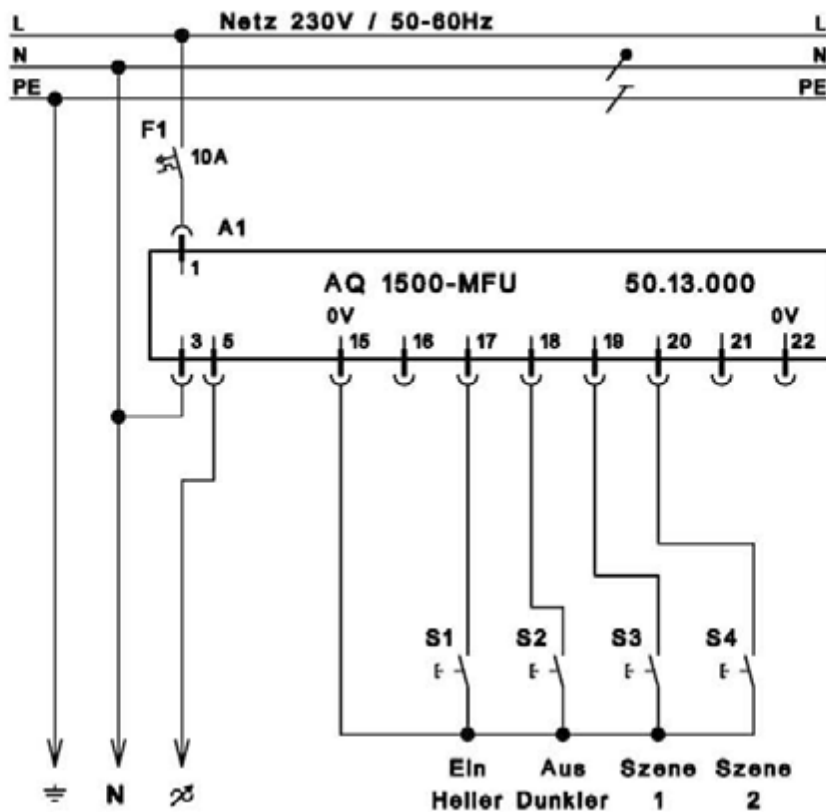 L Netz 230V / 50-60Hz L
N N
PE PE
F1
10A
A1
1
AQ 1500-MFU 50.13.000
0V 0V
3 5 15 16 17 18 19 20 21 22
S1 S2 S3 S4
Ein Aus Szene Szene
N Heller Dunkler 1 2